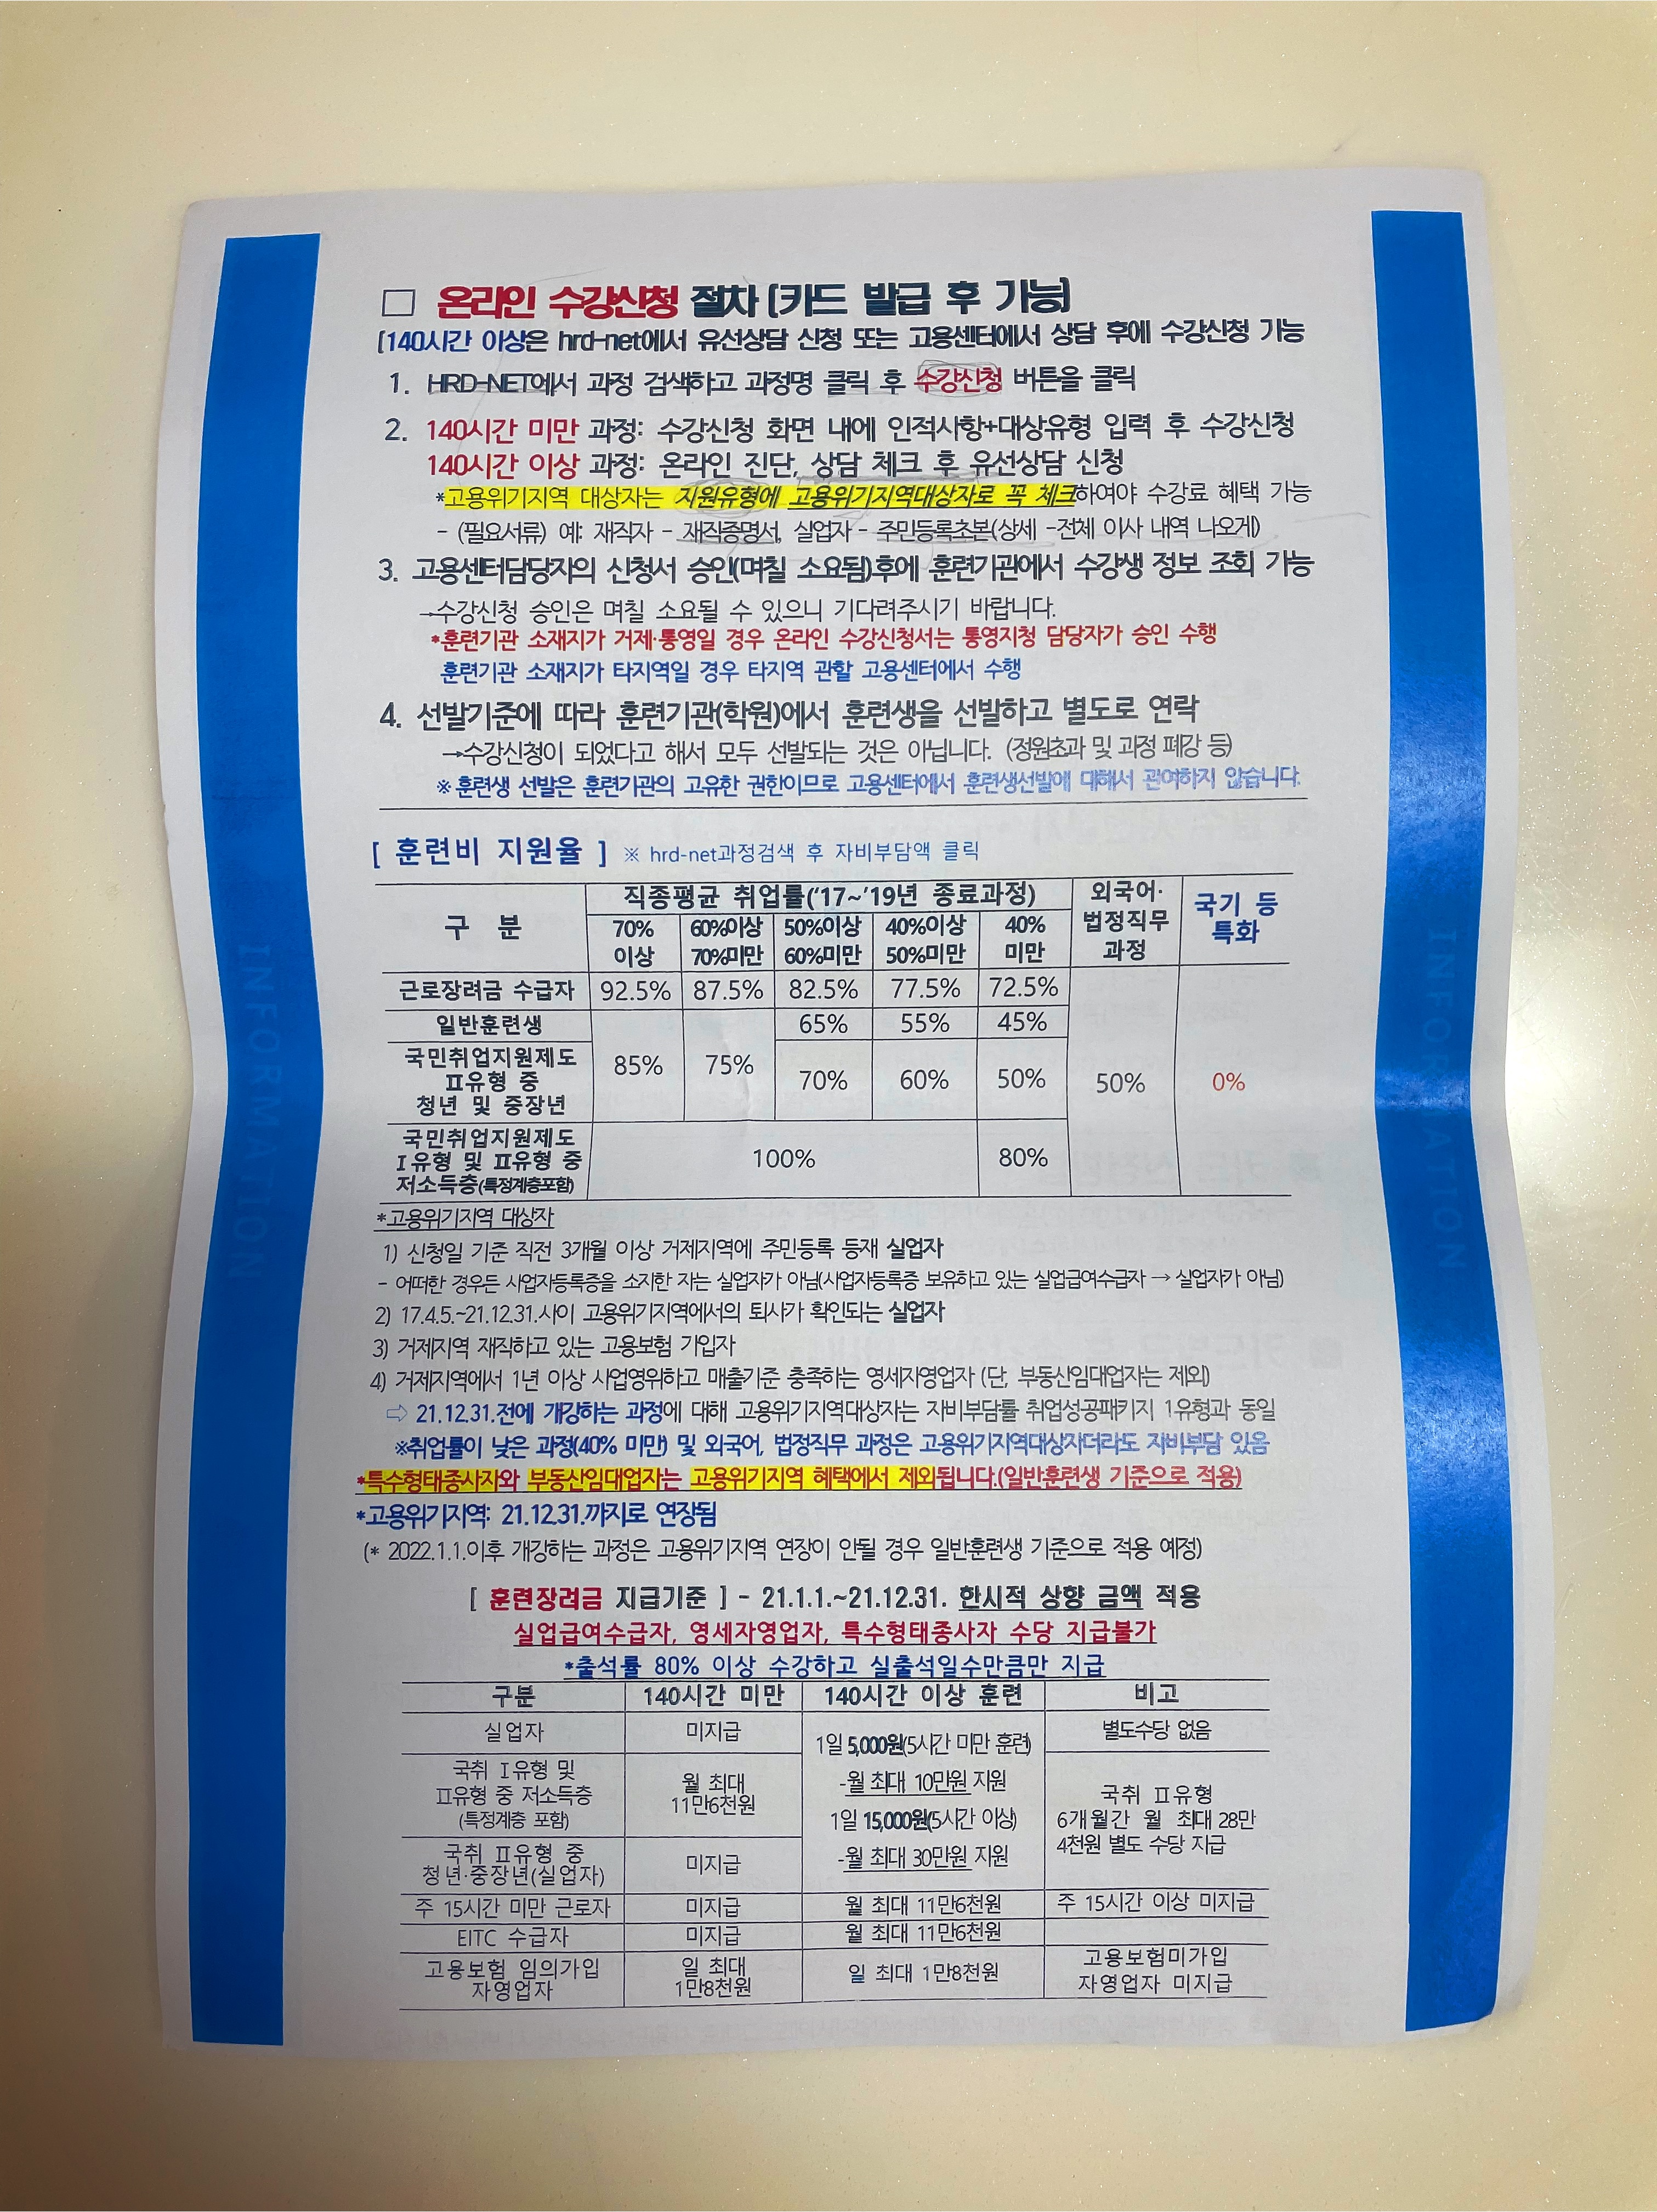 □ 온라인 수강신청 절차 (카드 발급 후 가능)
[140시간 이상은 hrd-net에서 유선상담 신청 또는 고용센터에서 상담 후에 수강신청 가능
1. HRD-NET에서 과정 검색하고 과정명 클릭 후 수강신청 버튼을 클릭
2. 140시간 미만 과정: 수강신청 화면 내에 인적사항+대상유형 입력 후 수강신청
140시간 이상 과정: 온라인 진단, 상담 체크 후 유선상담 신청
*고용위기지역 대상자는 지원유형에 고용위기지역대상자로 꼭 체크하여야 수강료 혜택 가능
- (필요서류) 예: 재직자 - 재직증명서, 실업자 - 주민등록초본(상세 -전체 이사 내역 나오게)
3. 고용센터담당자의 신청서 승인(며칠 소요됨)후에 훈련기관에서 수강생 정보 조회 가능
→수강신청 승인은 며칠 소요될 수 있으니 기다려주시기 바랍니다.
*훈련기관 소재지가 거제·통영일 경우 온라인 수강신청서는 통영지청 담당자가 승인 수행
훈련기관 소재지가 타지역일 경우 타지역 관할 고용센터에서 수행
4. 선발기준에 따라 훈련기관(학원)에서 훈련생을 선발하고 별도로 연락
→수강신청이 되었다고 해서 모두 선발되는 것은 아닙니다. (정원초과 및 과정 폐강 등)
※ 훈련생 선발은 훈련기관의 고유한 권한이므로 고용센터에서 훈련생선발에 대해서 관여하지 않습니다.
[ 훈련비 지원율 ] ※ hrd-net과정검색 후 자비부담액 클릭
구 분 직종평균 취업률('17~'19년 종료과정) 외국어·법정직무 과정 국기 등 특화
70% 이상 60%이상 70%미만 50%이상 60%미만 40%이상 50%미만 40% 미만
근로장려금 수급자 92.5% 87.5% 82.5% 77.5% 72.5%
일반훈련생 65% 55% 45%
국민취업지원제도 Ⅱ유형 중 청년 및 중장년 85% 75% 70% 60% 50% 50% 0%
국민취업지원제도 Ⅰ유형 및 Ⅱ유형 중 저소득층(특정계층포함) 100% 80%
*고용위기지역 대상자
1) 신청일 기준 직전 3개월 이상 거제지역에 주민등록 등재 실업자
- 어떠한 경우든 사업자등록증을 소지한 자는 실업자가 아님(사업자등록증 보유하고 있는 실업급여수급자 → 실업자가 아님)
2) 17.4.5.~21.12.31.사이 고용위기지역에서의 퇴사가 확인되는 실업자
3) 거제지역 재직하고 있는 고용보험 가입자
4) 거제지역에서 1년 이상 사업영위하고 매출기준 충족하는 영세자영업자 (단, 부동산임대업자는 제외)
⇨ 21.12.31.전에 개강하는 과정에 대해 고용위기지역대상자는 자비부담률 취업성공패키지 1유형과 동일
※취업률이 낮은 과정(40% 미만) 및 외국어, 법정직무 과정은 고용위기지역대상자더라도 자비부담 있음
*특수형태종사자와 부동산임대업자는 고용위기지역 혜택에서 제외됩니다.(일반훈련생 기준으로 적용)
*고용위기지역: 21.12.31.까지로 연장됨
(* 2022.1.1.이후 개강하는 과정은 고용위기지역 연장이 안될 경우 일반훈련생 기준으로 적용 예정)
[ 훈련장려금 지급기준 ] - 21.1.1.~21.12.31. 한시적 상향 금액 적용
실업급여수급자, 영세자영업자, 특수형태종사자 수당 지급불가
*출석률 80% 이상 수강하고 실출석일수만큼만 지급
구분 140시간 미만 140시간 이상 훈련 비고
실업자 미지급 별도수당 없음
1일 5,000원(5시간 미만 훈련)
-월 최대 10만원 지원
1일 15,000원(5시간 이상)
-월 최대 30만원 지원
국취 Ⅰ유형 및
Ⅱ유형 중 저소득층
(특정계층 포함)
월 최대
11만6천원
국취 Ⅱ유형
6개월간 월 최대 28만
4천원 별도 수당 지급
국취 Ⅱ유형 중
청년·중장년(실업자)
미지급
주 15시간 미만 근로자 미지급 월 최대 11만6천원 주 15시간 이상 미지급
EITC 수급자 미지급 월 최대 11만6천원
고용보험 임의가입
자영업자
일 최대
1만8천원
일 최대 1만8천원
고용보험미가입
자영업자 미지급
INFORMATION
INFORMATION